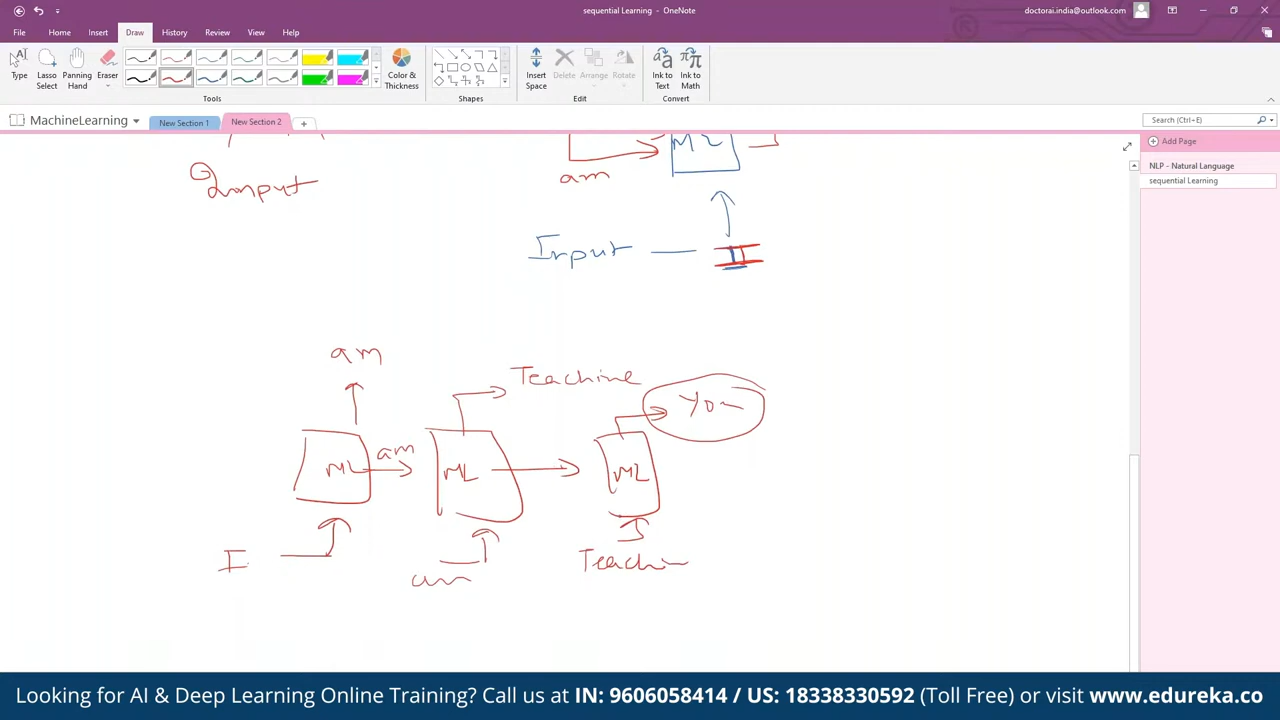 sequential Learning - OneNote
doctorai.india@outlook.com
File Home Insert Draw History Review View Help
Type
Lasso Select
Panning Hand
Eraser
Color & Thickness
Insert Space
Delete
Arrange
Rotate
Ink to Text
Ink to Math
Tools
Shapes
Edit
Convert
MachineLearning
New Section 1
New Section 2
Search (Ctrl+E)
Add Page
NLP - Natural Language
sequential Learning
ML
am
Input
Input
I
am
Teachine
You
ML
am
ML
ML
I
am
Teachin
Looking for AI & Deep Learning Online Training? Call us at IN: 9606058414 / US: 18338330592 (Toll Free) or visit www.edureka.co